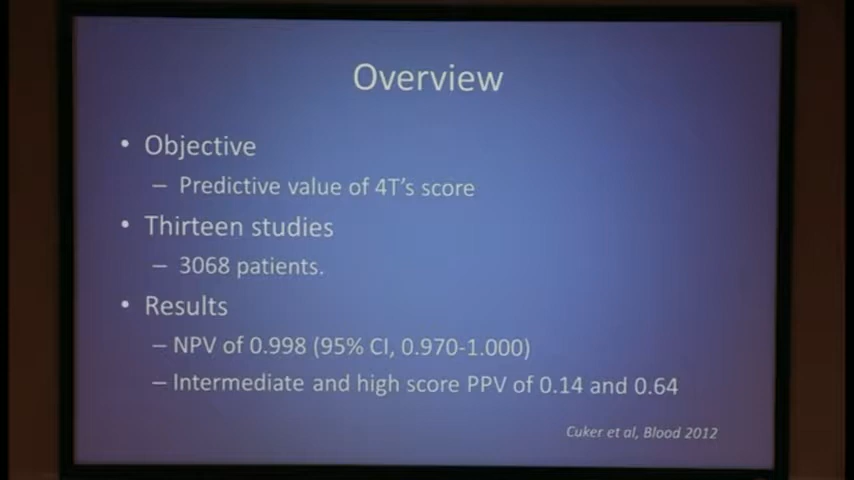 Overview
• Objective
– Predictive value of 4T's score
• Thirteen studies
– 3068 patients.
• Results
– NPV of 0.998 (95% CI, 0.970-1.000)
– Intermediate and high score PPV of 0.14 and 0.64
Cuker et al, Blood 2012